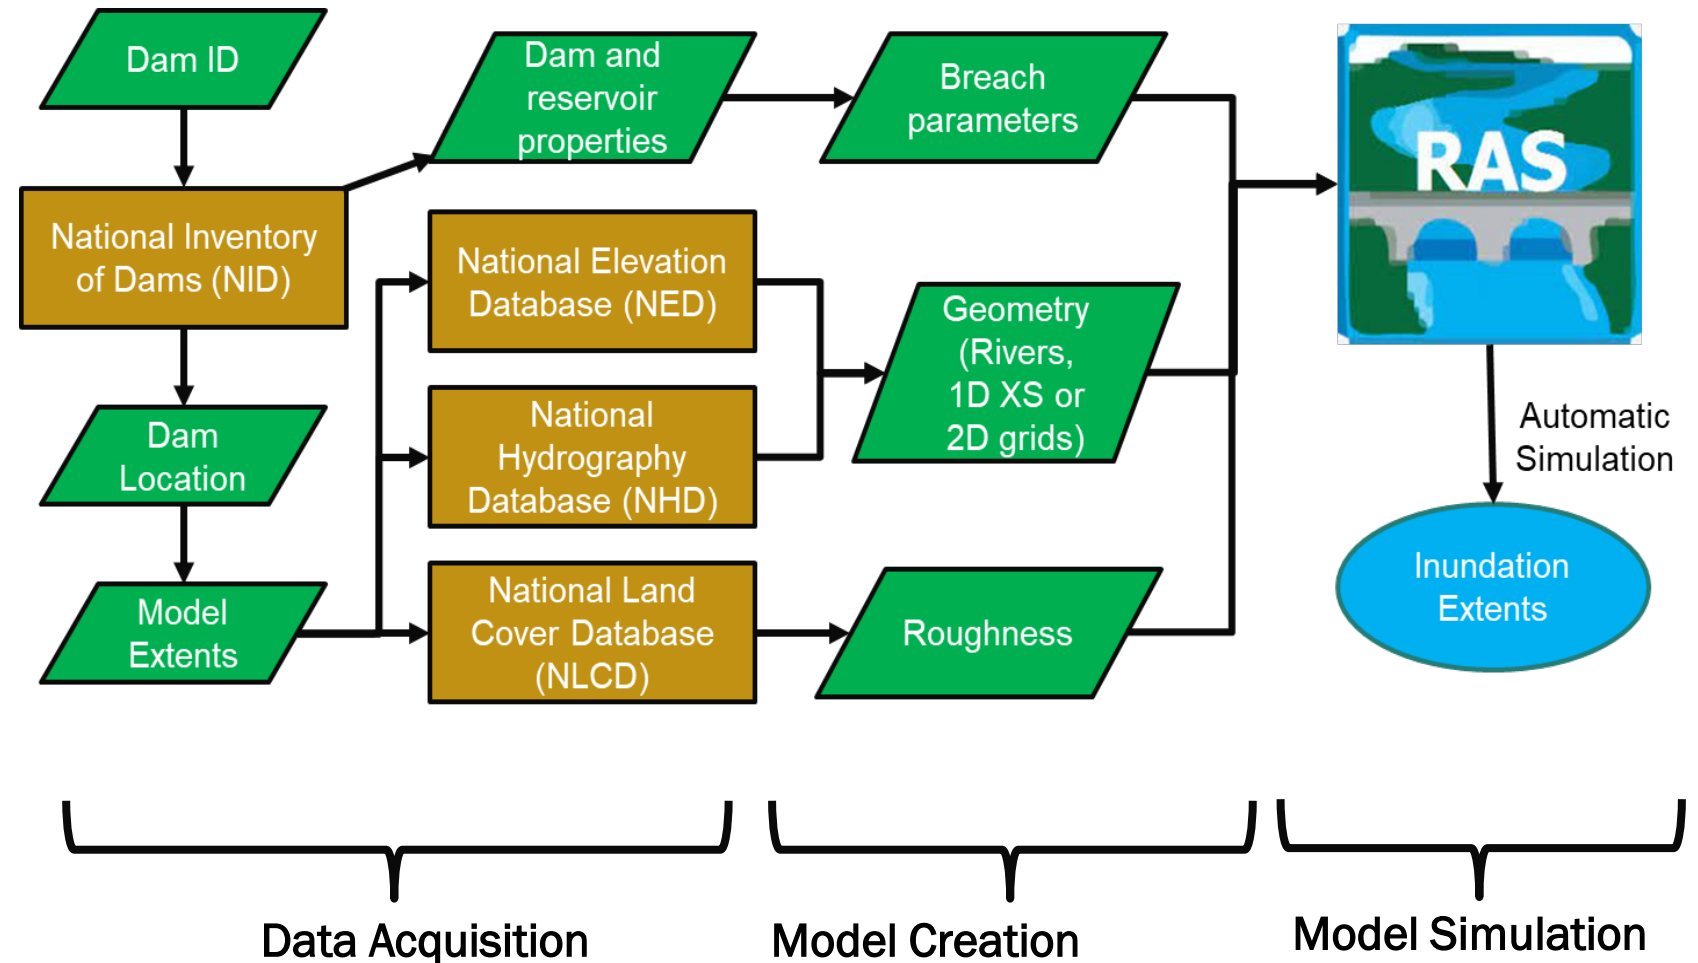 Dam ID
National Inventory
of Dams (NID)
Dam
Location
Model
Extents
Dam and
reservoir
properties
National Elevation
Database (NED)
National
Hydrography
Database (NHD)
National Land
Cover Database
(NLCD)
Breach
parameters
Geometry
(Rivers,
1D XS or
2D grids)
Roughness
RAS
Automatic
Simulation
Inundation
Extents
Data Acquisition
Model Creation
Model Simulation